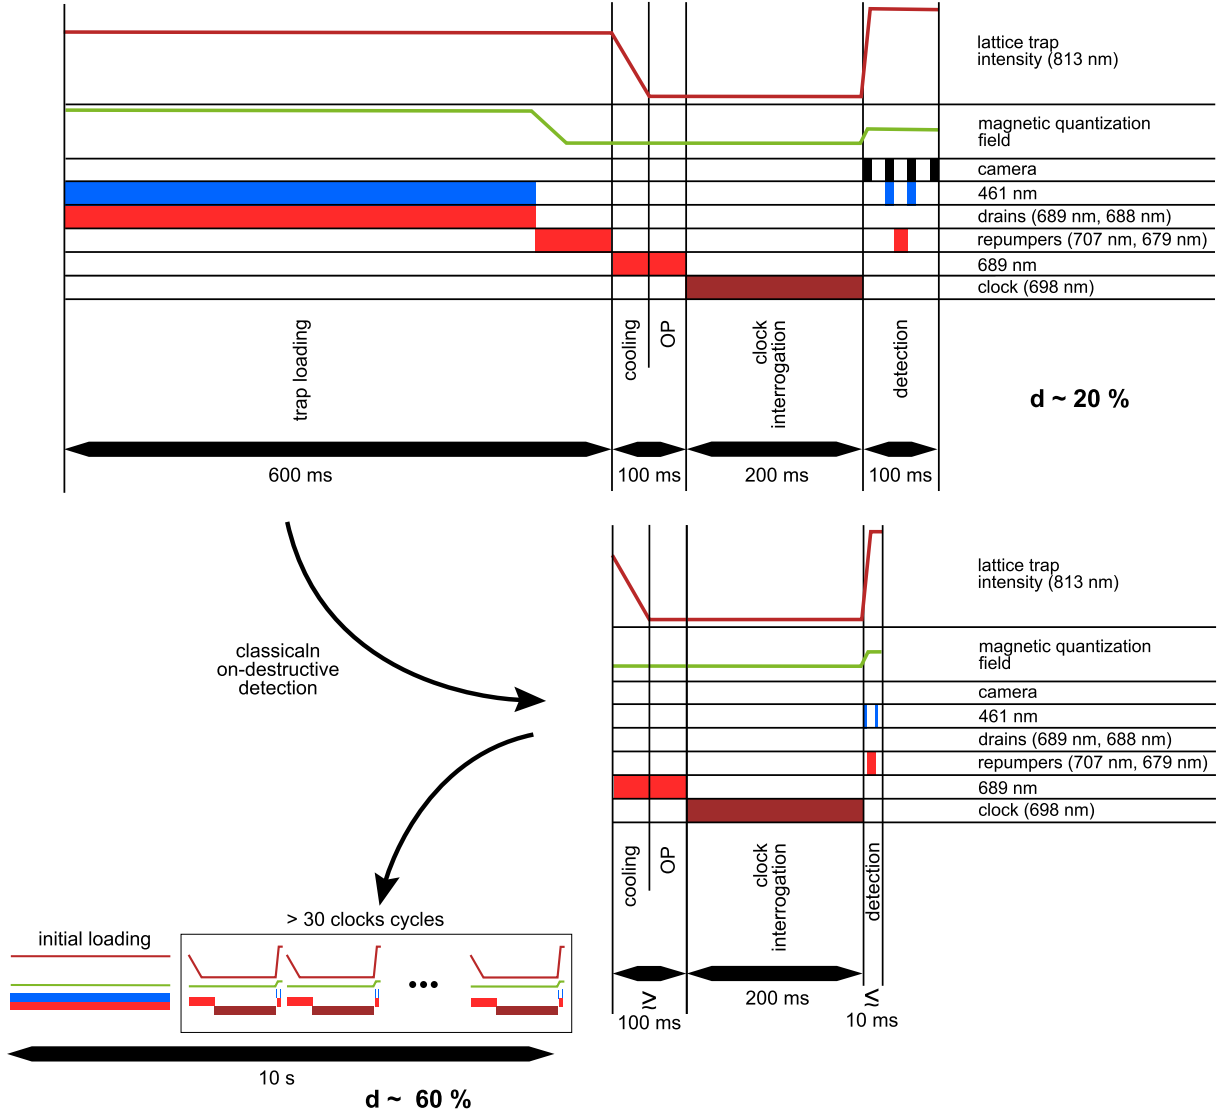 lattice trap
intensity (813 nm)
magnetic quantization
field
camera
461 nm
drains (689 nm, 688 nm)
repumpers (707 nm, 679 nm)
689 nm
clock (698 nm)
trap loading
cooling
OP
clock
interrogation
detection
d ~ 20 %
600 ms
100 ms
200 ms
100 ms
lattice trap
intensity (813 nm)
magnetic quantization
field
camera
461 nm
drains (689 nm, 688 nm)
repumpers (707 nm, 679 nm)
689 nm
clock (698 nm)
classicaln
on-destructive
detection
cooling
OP
clock
interrogation
detection
> 30 clocks cycles
initial loading
•••
200 ms
≲
≲
100 ms
10 ms
10 s
d ~ 60 %